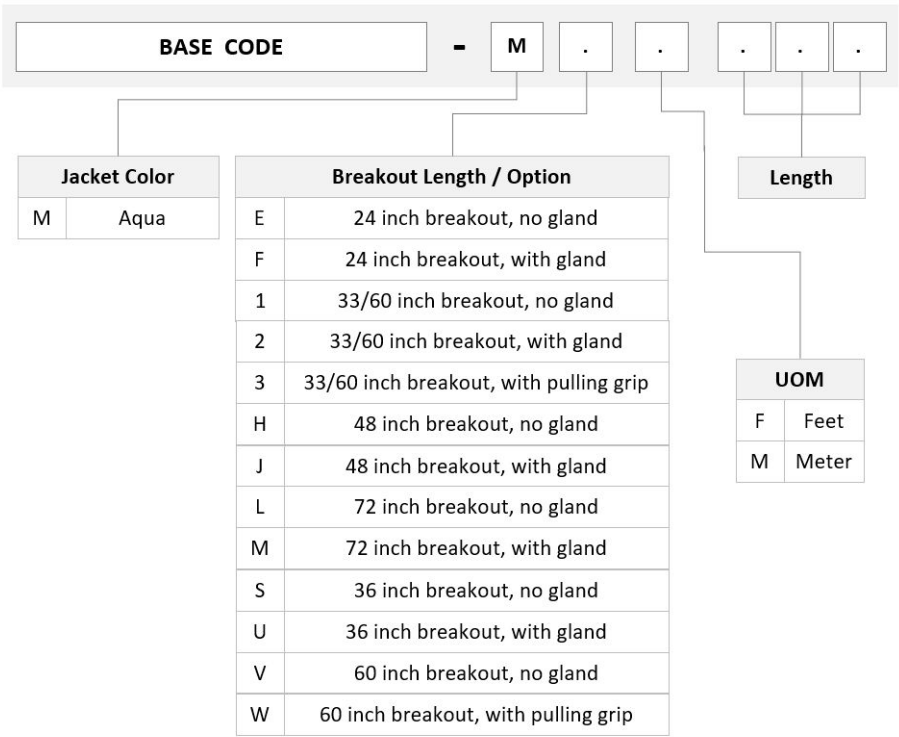 BASE CODE - M . . . . .
Jacket Color
M Aqua
Breakout Length / Option
E 24 inch breakout, no gland
F 24 inch breakout, with gland
1 33/60 inch breakout, no gland
2 33/60 inch breakout, with gland
3 33/60 inch breakout, with pulling grip
H 48 inch breakout, no gland
J 48 inch breakout, with gland
L 72 inch breakout, no gland
M 72 inch breakout, with gland
S 36 inch breakout, no gland
U 36 inch breakout, with gland
V 60 inch breakout, no gland
W 60 inch breakout, with pulling grip
Length
UOM
F Feet
M Meter